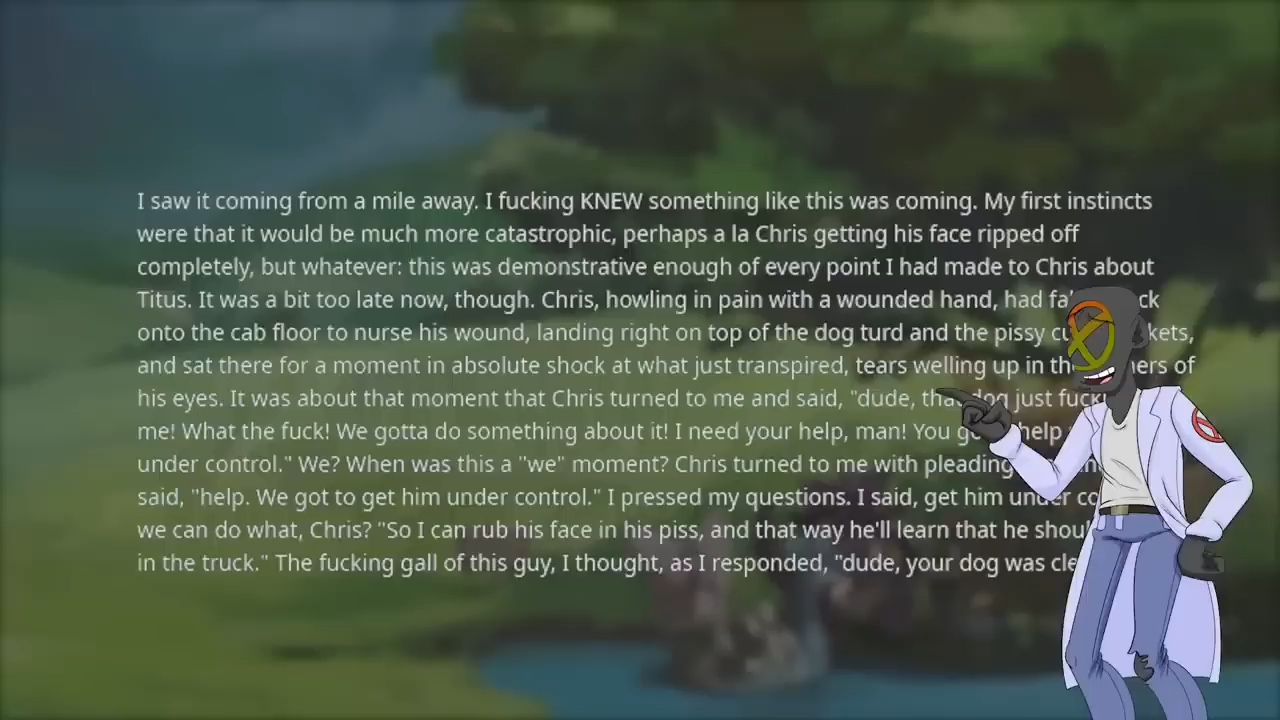 I saw it coming from a mile away. I fucking KNEW something like this was coming. My first instincts
were that it would be much more catastrophic, perhaps a la Chris getting his face ripped off
completely, but whatever: this was demonstrative enough of every point I had made to Chris about
Titus. It was a bit too late now, though. Chris, howling in pain with a wounded hand, had
onto the cab floor to nurse his wound, landing right on top of the dog turd and the pissy
and sat there for a moment in absolute shock at what just transpired, tears welling up in of
his eyes. It was about that moment that Chris turned to me and said, "dude, dog just
me! What the fuck! We gotta do something about it! I need your help, man! You help
under control." We? When was this a "we" moment? Chris turned to me with pleading
said, "help. We got to get him under control." I pressed my questions. I said, get him under
we can do what, Chris? "So I can rub his face in his piss, and that way he'll learn that he
in the truck." The fucking gall of this guy, I thought, as I responded, "dude, your dog was